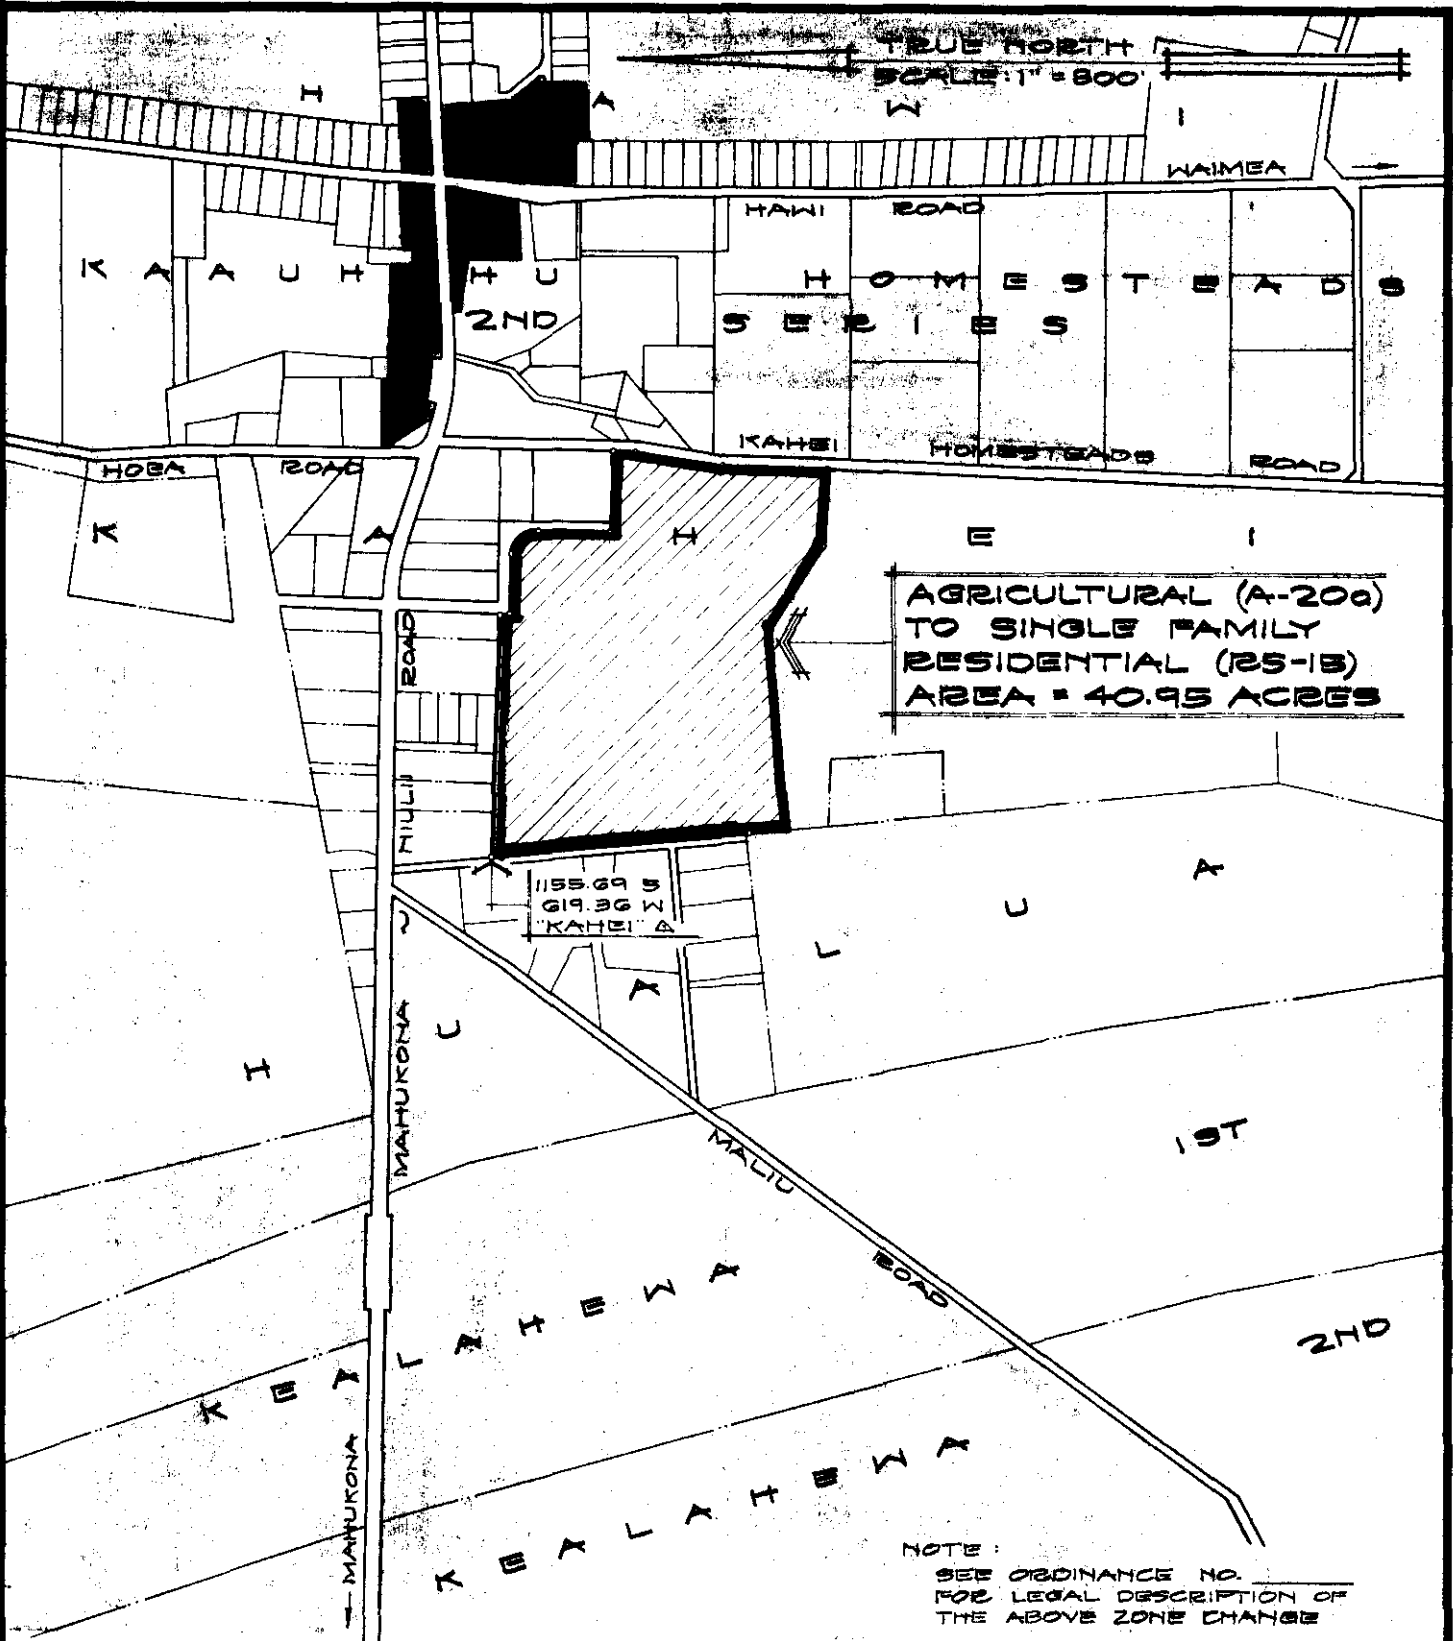 TRUE NORTH
SCALE: 1" = 800'
H A W I
WAIMEA
HAWI ROAD
K A A U H H U
2ND
H O M E S T E A D S
S E R I E S
KAHEI HOMESTEADS ROAD
HOEA ROAD
K A H E I
AGRICULTURAL (A-20a)
TO SINGLE FAMILY
RESIDENTIAL (RS-15)
AREA = 40.95 ACRES
MAHUKONA ~ NIULII ROAD
1155.69 S
619.36 W
"KAHEI" △
H U A L U A
1ST
MALIU ROAD
K E A L A H E W A
2ND
K E A L A H E W A
MAHUKONA
NOTE:
SEE ORDINANCE NO. ______
FOR LEGAL DESCRIPTION OF
THE ABOVE ZONE CHANGE